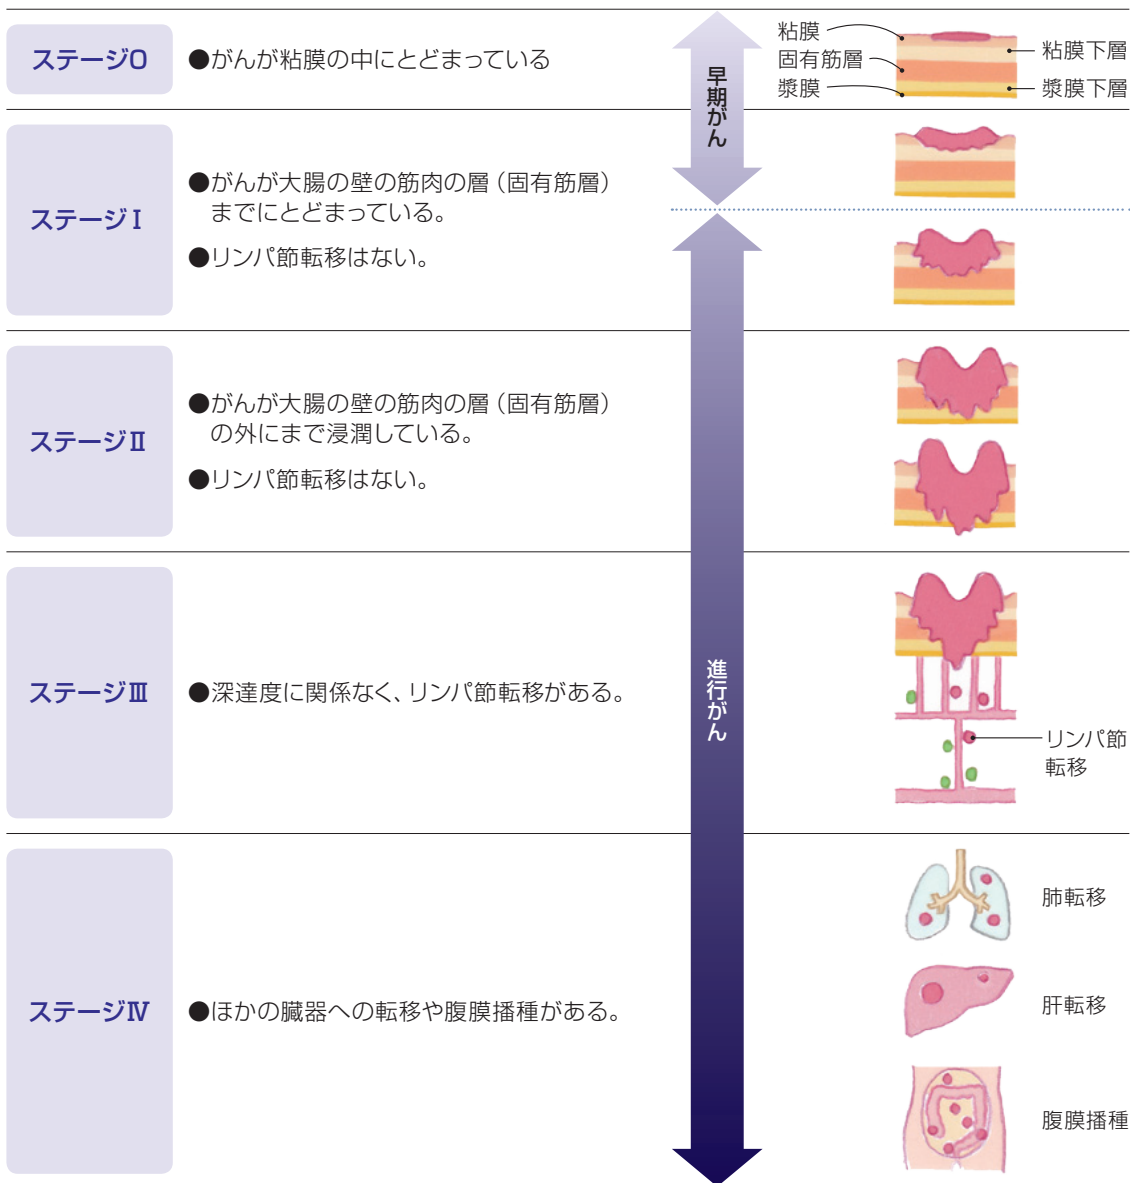 ステージ0
●がんが粘膜の中にとどまっている
早期がん
粘膜
固有筋層
漿膜
粘膜下層
漿膜下層
ステージⅠ
●がんが大腸の壁の筋肉の層（固有筋層）
までにとどまっている。
●リンパ節転移はない。
ステージⅡ
●がんが大腸の壁の筋肉の層（固有筋層）
の外にまで浸潤している。
●リンパ節転移はない。
進行がん
ステージⅢ
●深達度に関係なく、リンパ節転移がある。
リンパ節
転移
ステージⅣ
●ほかの臓器への転移や腹膜播種がある。
肺転移
肝転移
腹膜播種